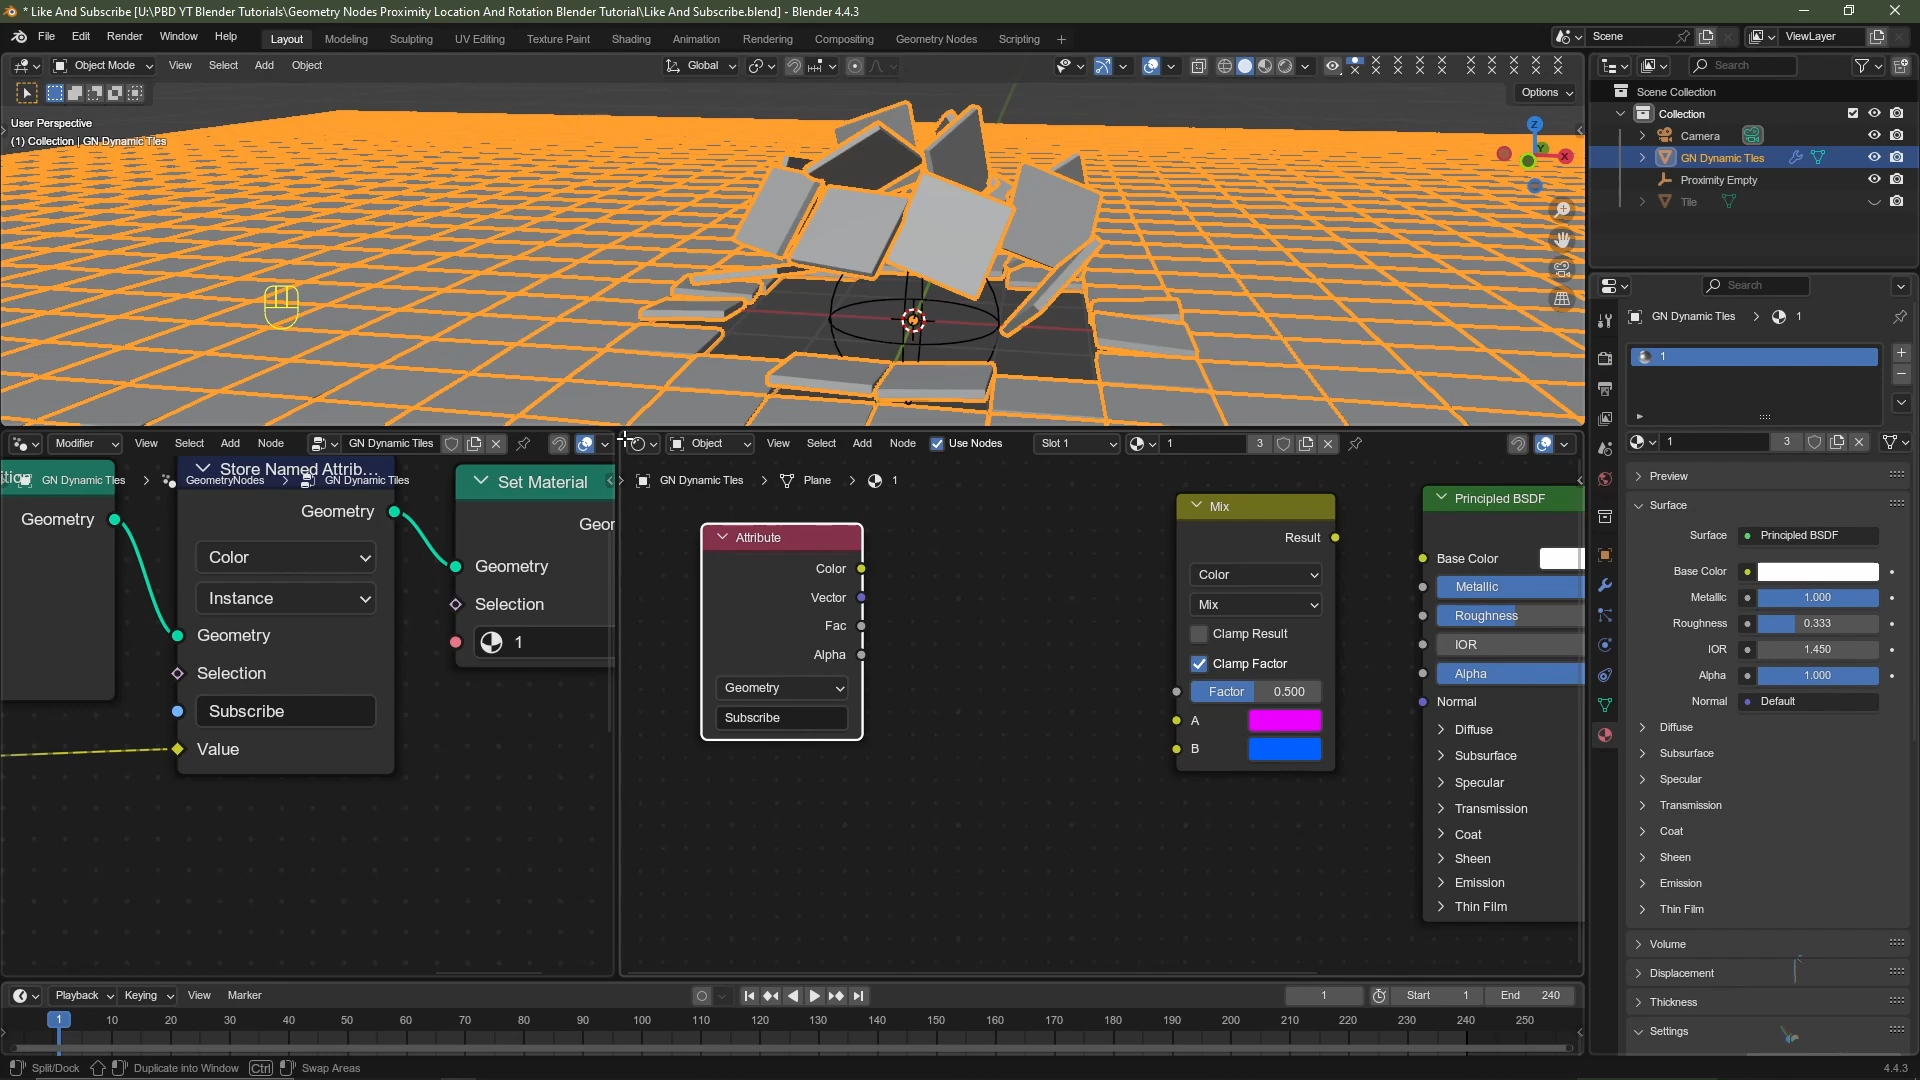 * Like And Subscribe [U:\PBD YT Blender Tutorials\Geometry Nodes Proximity Location And Rotation Blender Tutorial\Like And Subscribe.blend] - Blender 4.4.3
File Edit Render Window Help Layout Modeling Sculpting UV Editing Texture Paint Shading Animation Rendering Compositing Geometry Nodes Scripting + Scene ViewLayer
Object Mode View Select Add Object Global Search
Options
User Perspective
(1) Collection | GN Dynamic Tles
Z
Y
X
Scene Collection
Collection
Camera
GN Dynamic Tles
Proximity Empty
Tile
Search
GN Dynamic Tles > 1
1
1 3
Modifier View Select Add Node GN Dynamic Tles
Object View Select Add Node Use Nodes Slot 1 1 3
GN Dynamic Tles > GeometryNodes > GN Dynamic Tles
GN Dynamic Tles > Plane > 1
Geometry
Store Named Attrib...
Geometry
Color
Instance
Geometry
Selection
Subscribe
Value
Set Material
Geometry
Selection
1
Attribute
Color
Vector
Fac
Alpha
Geometry
Subscribe
Mix
Result
Color
Mix
Clamp Result
Clamp Factor
Factor 0.500
A
B
Principled BSDF
Base Color
Metallic
Roughness
IOR
Alpha
Normal
Diffuse
Subsurface
Specular
Transmission
Coat
Sheen
Emission
Thin Film
Preview
Surface
Surface Principled BSDF
Base Color
Metallic 1.000
Roughness 0.333
IOR 1.450
Alpha 1.000
Normal Default
Diffuse
Subsurface
Specular
Transmission
Coat
Sheen
Emission
Thin Film
Volume
Displacement
Thickness
Settings
Playback Keying View Marker 1 Start 1 End 240
1 10 20 30 40 50 60 70 80 90 100 110 120 130 140 150 160 170 180 190 200 210 220 230 240 250
Split/Dock Duplicate into Window Ctrl Swap Areas 4.4.3